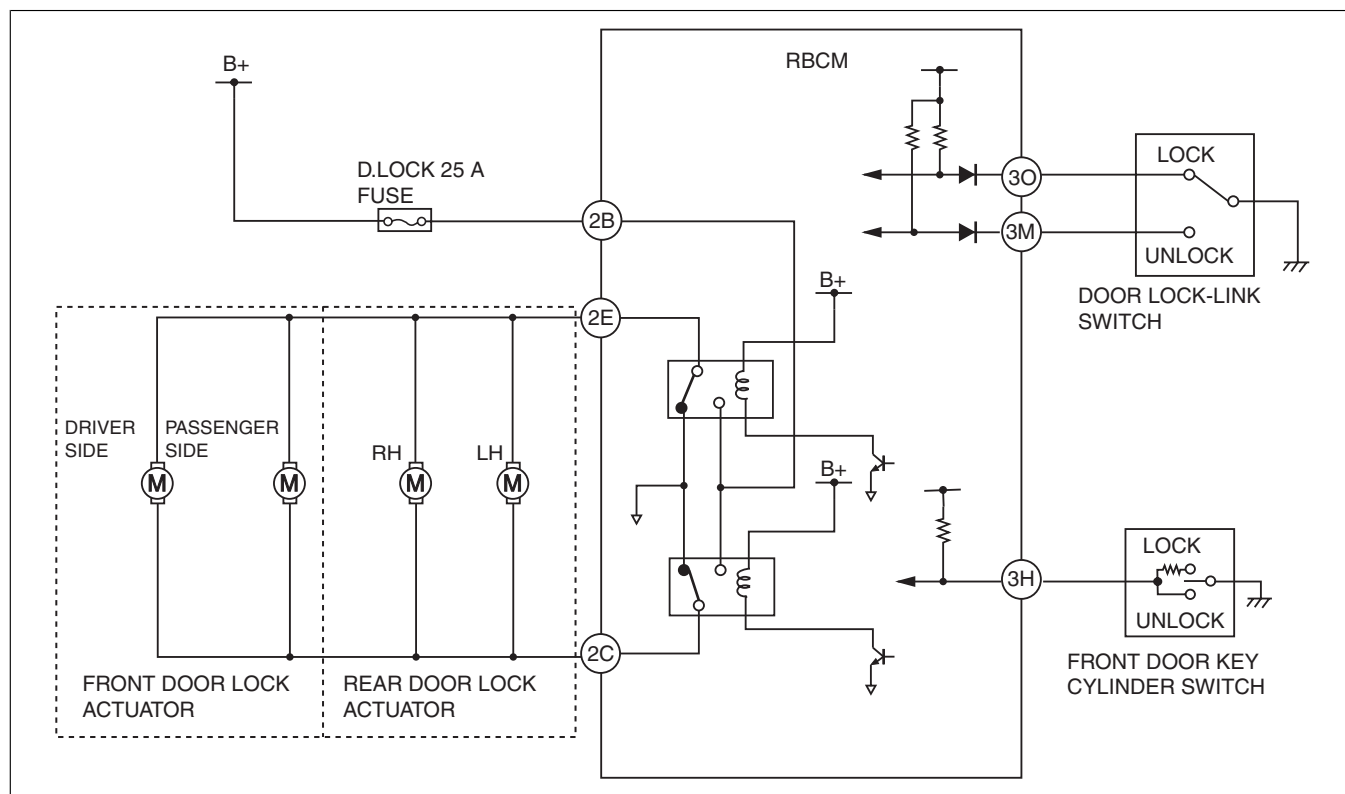 RBCM
B+
D.LOCK 25 A
FUSE
2B
3O
LOCK
3M
UNLOCK
DOOR LOCK-LINK
SWITCH
B+
2E
DRIVER
SIDE
PASSENGER
SIDE
RH
LH
M
M
M
M
B+
3H
LOCK
UNLOCK
FRONT DOOR KEY
CYLINDER SWITCH
2C
FRONT DOOR LOCK
ACTUATOR
REAR DOOR LOCK
ACTUATOR